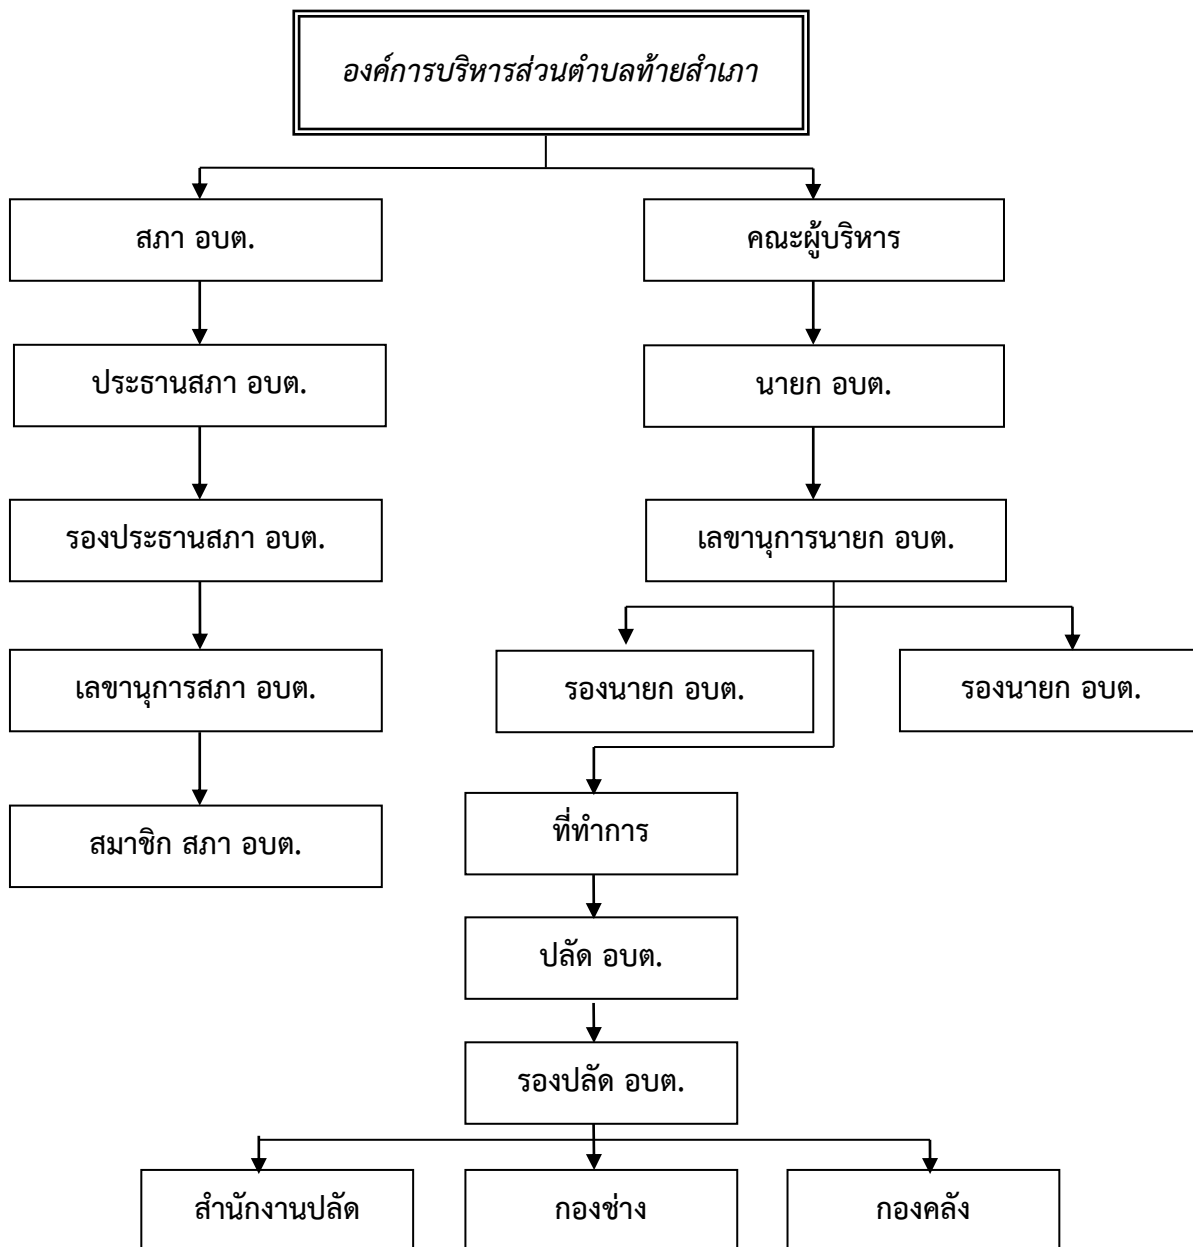 องค์การบริหารส่วนตำบลท้ายสำเภา
สภา อบต.
คณะผู้บริหาร
ประธานสภา อบต.
นายก อบต.
รองประธานสภา อบต.
เลขานุการนายก อบต.
เลขานุการสภา อบต.
รองนายก อบต.
รองนายก อบต.
สมาชิก สภา อบต.
ที่ทำการ
ปลัด อบต.
รองปลัด อบต.
สำนักงานปลัด
กองช่าง
กองคลัง